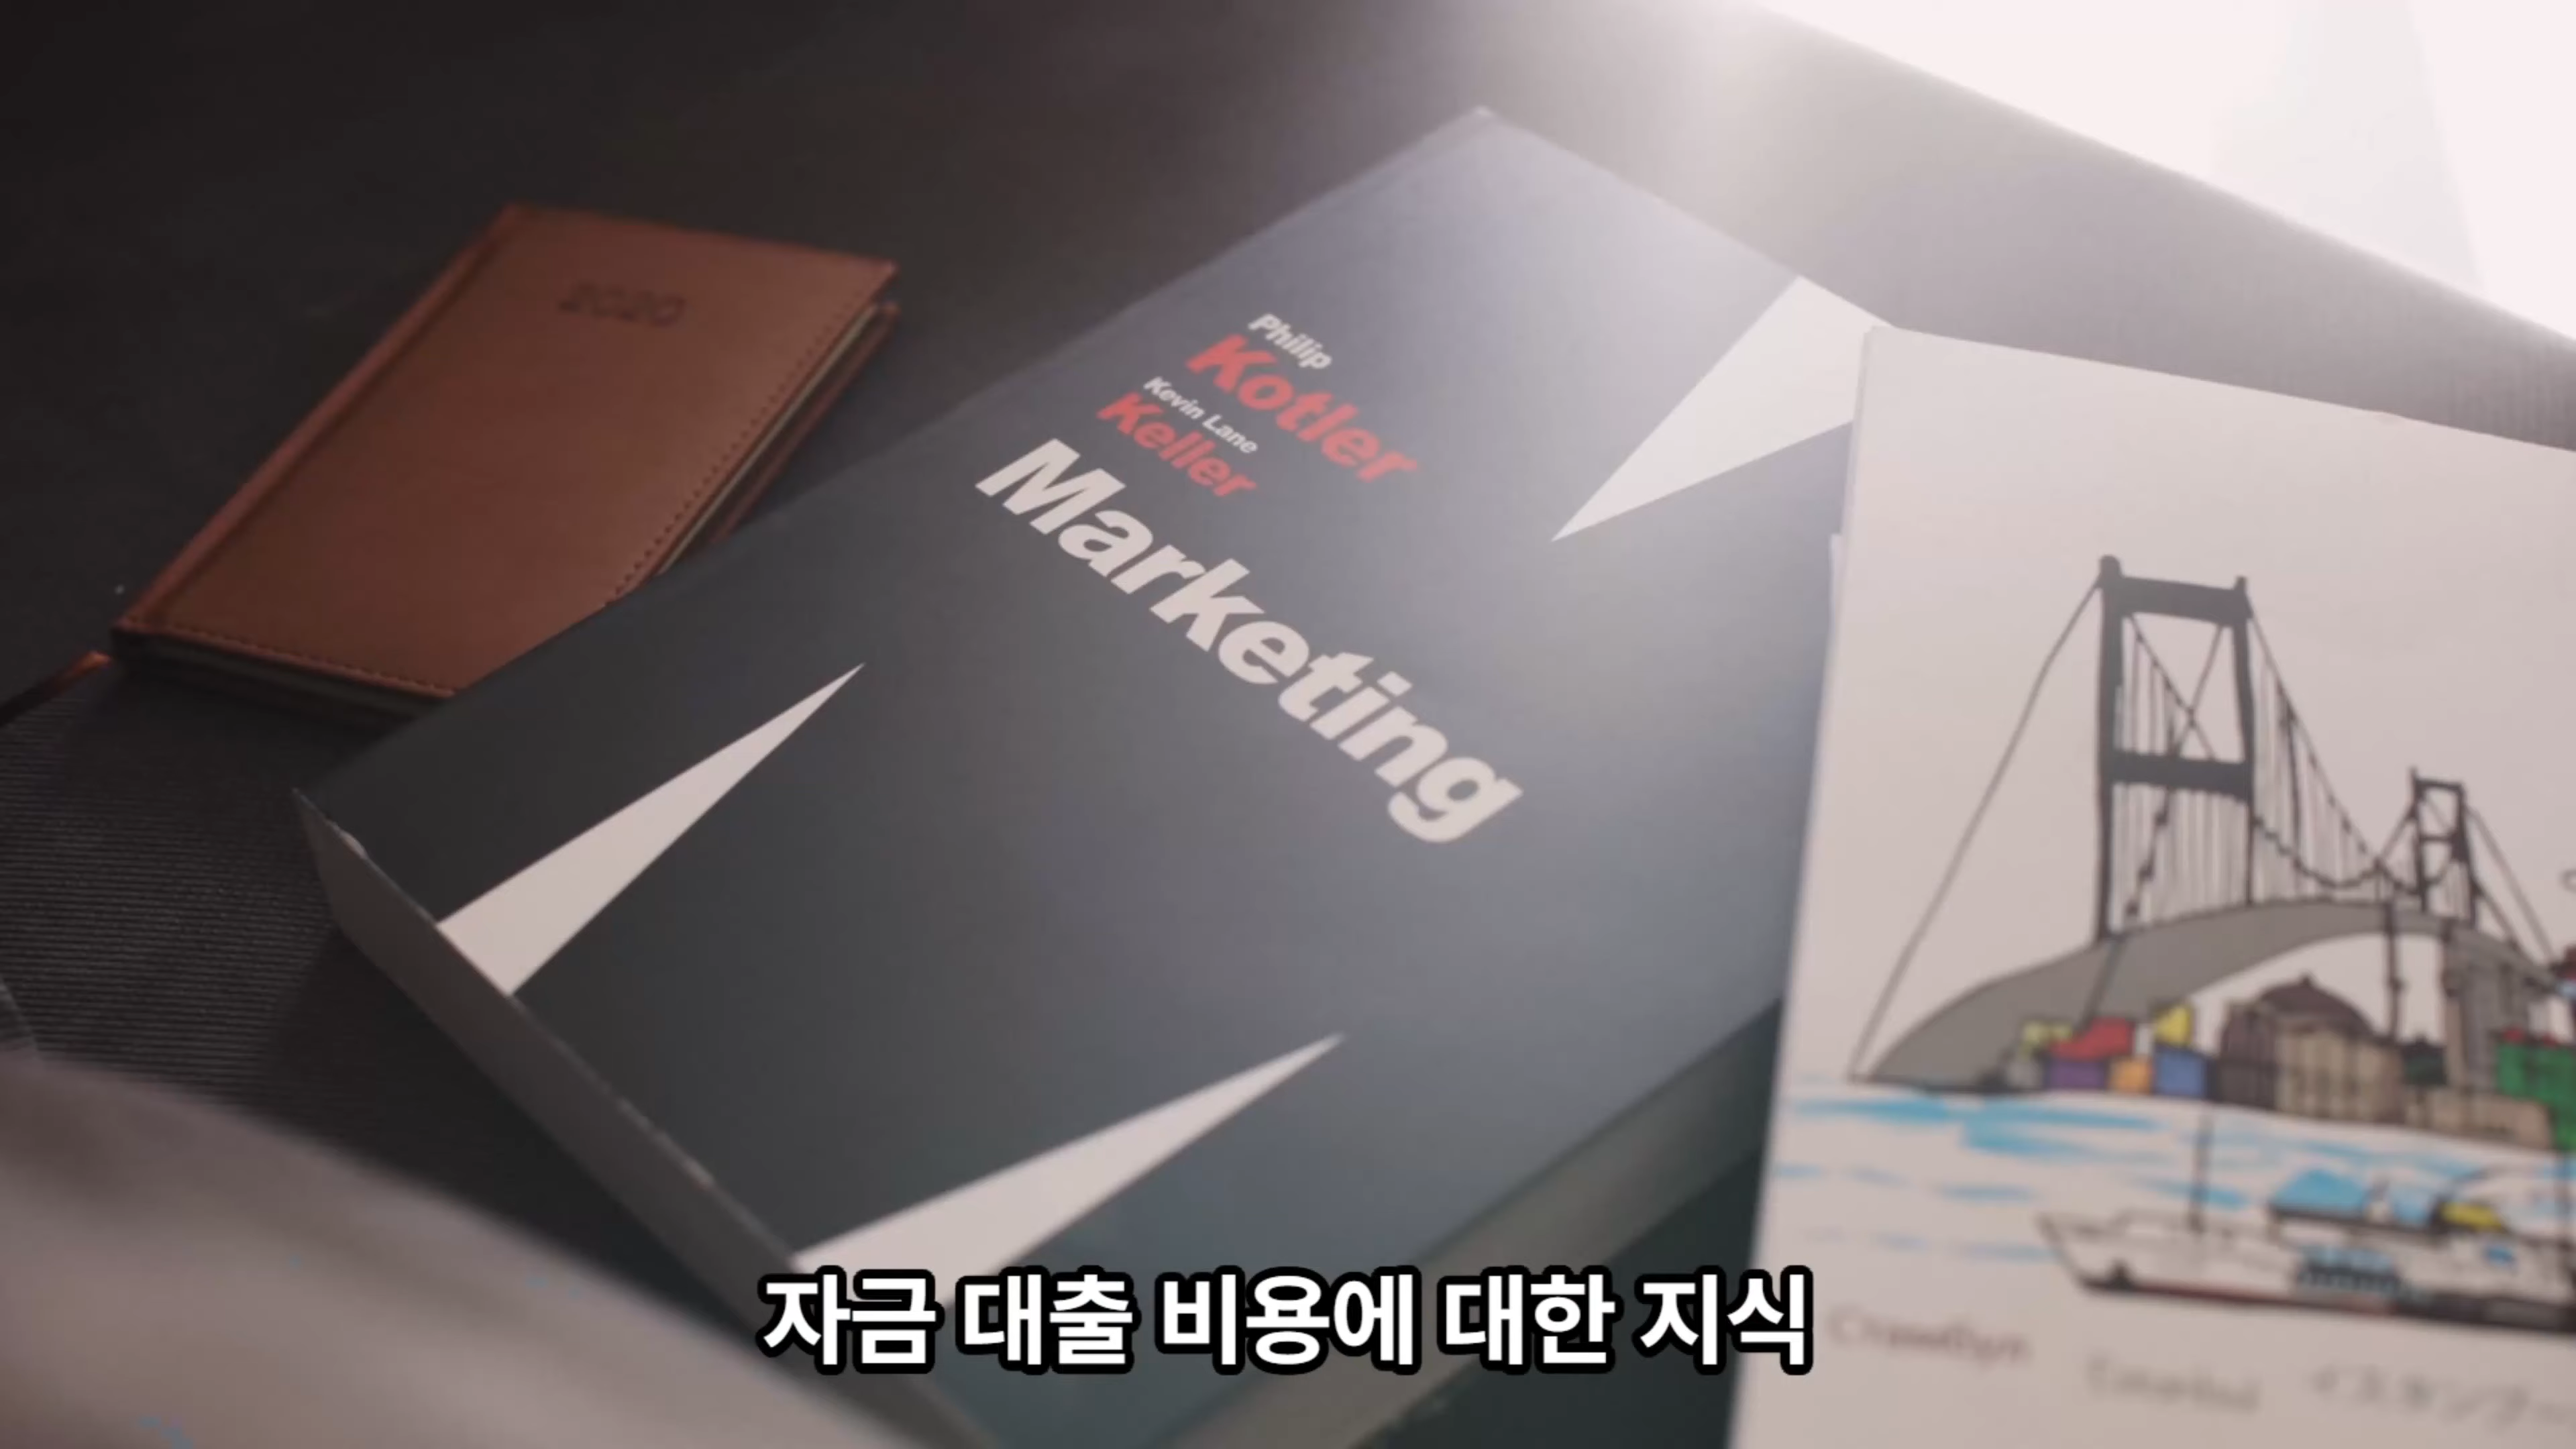 2020
Philip
Kotler
Kevin Lane
Keller
Marketing
자금 대출 비용에 대한 지식